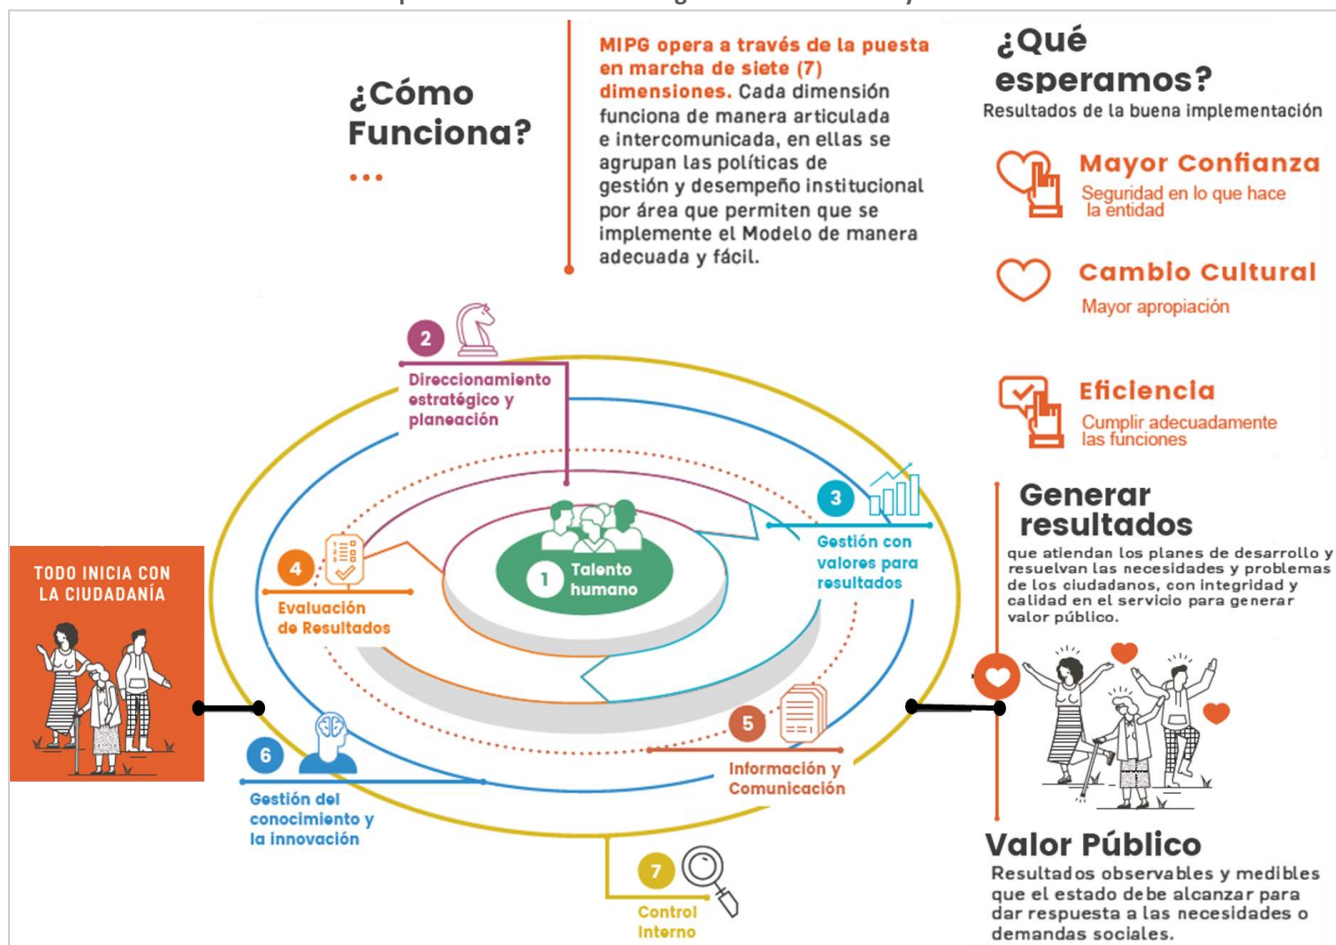 ¿Cómo
Funciona?
...
MIPG opera a través de la puesta
en marcha de siete (7)
dimensiones. Cada dimensión
funciona de manera articulada
e intercomunicada, en ellas se
agrupan las políticas de
gestión y desempeño institucional
por área que permiten que se
implemente el Modelo de manera
adecuada y fácil.
¿Qué
esperamos?
Resultados de la buena implementación
Mayor Confianza
Seguridad en lo que hace
la entidad
Cambio Cultural
Mayor apropiación
Eficiencia
Cumplir adecuadamente
las funciones
2
Direccionamiento
estratégico y
planeación
3
Gestión con
valores para
resultados
1
Talento
humano
4
Evaluación
de Resultados
5
Información y
Comunicación
6
Gestión del
conocimiento y
la innovación
7
Control
Interno
TODO INICIA CON
LA CIUDADANÍA
Generar
resultados
que atiendan los planes de desarrollo y
resuelvan las necesidades y problemas
de los ciudadanos, con integridad y
calidad en el servicio para generar
valor público.
Valor Público
Resultados observables y medibles
que el estado debe alcanzar para
dar respuesta a las necesidades o
demandas sociales.